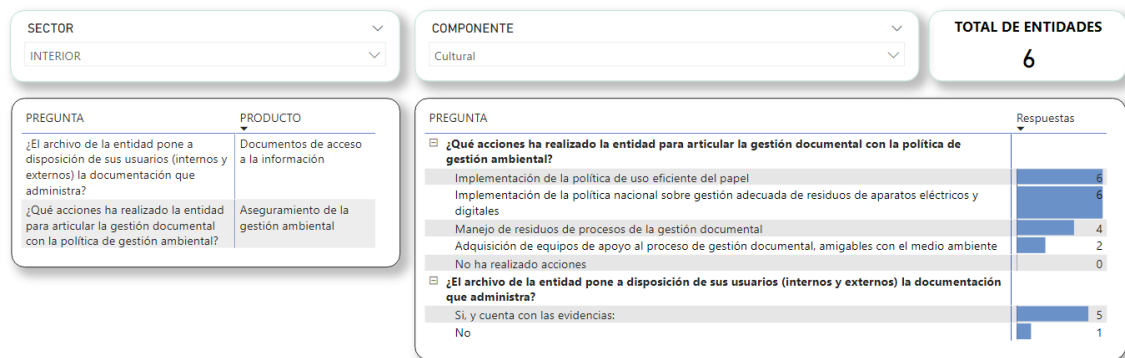 SECTOR
INTERIOR
COMPONENTE
Cultural
TOTAL DE ENTIDADES
6
PREGUNTA PRODUCTO
¿El archivo de la entidad pone a Documentos de acceso
disposición de sus usuarios (internos y a la información
externos) la documentación que
administra?
¿Qué acciones ha realizado la entidad Aseguramiento de la
para articular la gestión documental gestión ambiental
con la política de gestión ambiental?
PREGUNTA Respuestas
¿Qué acciones ha realizado la entidad para articular la gestión documental con la política de
gestión ambiental?
Implementación de la política de uso eficiente del papel 6
Implementación de la política nacional sobre gestión adecuada de residuos de aparatos eléctricos y 6
digitales
Manejo de residuos de procesos de la gestión documental 4
Adquisición de equipos de apoyo al proceso de gestión documental, amigables con el medio ambiente 2
No ha realizado acciones 0
¿El archivo de la entidad pone a disposición de sus usuarios (internos y externos) la documentación
que administra?
Si, y cuenta con las evidencias: 5
No 1